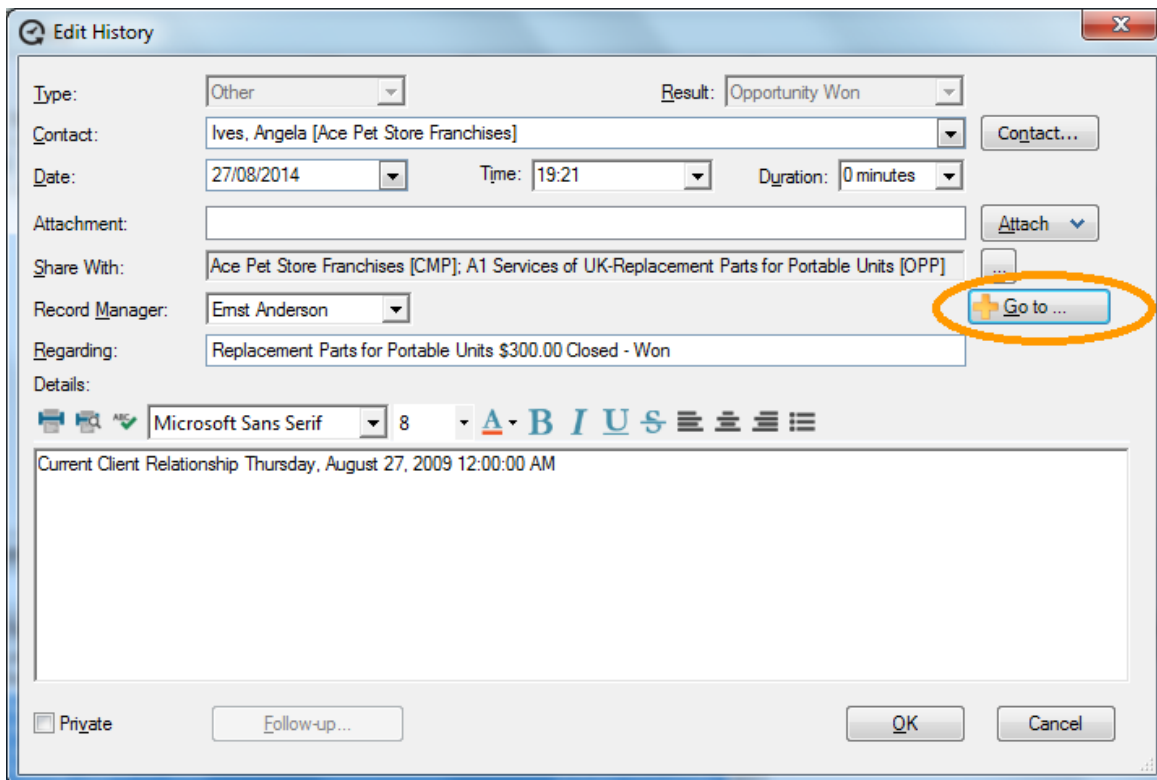 Edit History
Type: Other Result: Opportunity Won
Contact: Ives, Angela [Ace Pet Store Franchises] Contact...
Date: 27/08/2014 Time: 19:21 Duration: 0 minutes
Attachment: Attach
Share With: Ace Pet Store Franchises [CMP]; A1 Services of UK-Replacement Parts for Portable Units [OPP] ...
Record Manager: Ernst Anderson Go to ...
Regarding: Replacement Parts for Portable Units $300.00 Closed - Won
Details:
ABC Microsoft Sans Serif 8 A B I U S
Current Client Relationship Thursday, August 27, 2009 12:00:00 AM
Private Follow-up... OK Cancel